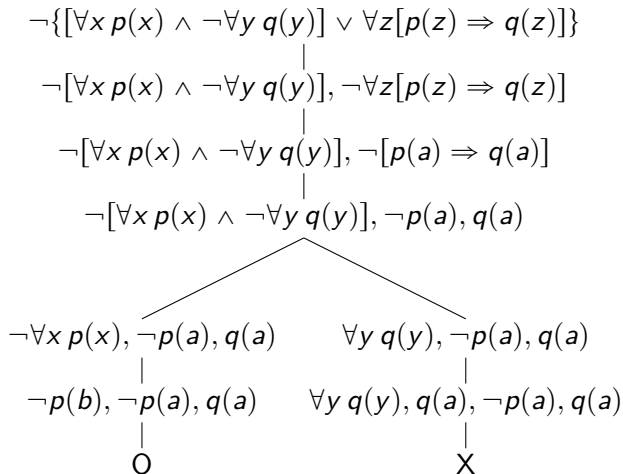 ¬{[∀x p(x) ∧ ¬∀y q(y)] ∨ ∀z[p(z) ⇒ q(z)]}
¬[∀x p(x) ∧ ¬∀y q(y)], ¬∀z[p(z) ⇒ q(z)]
¬[∀x p(x) ∧ ¬∀y q(y)], ¬[p(a) ⇒ q(a)]
¬[∀x p(x) ∧ ¬∀y q(y)], ¬p(a), q(a)
¬∀x p(x), ¬p(a), q(a) ∀y q(y), ¬p(a), q(a)
¬p(b), ¬p(a), q(a) ∀y q(y), q(a), ¬p(a), q(a)
O X